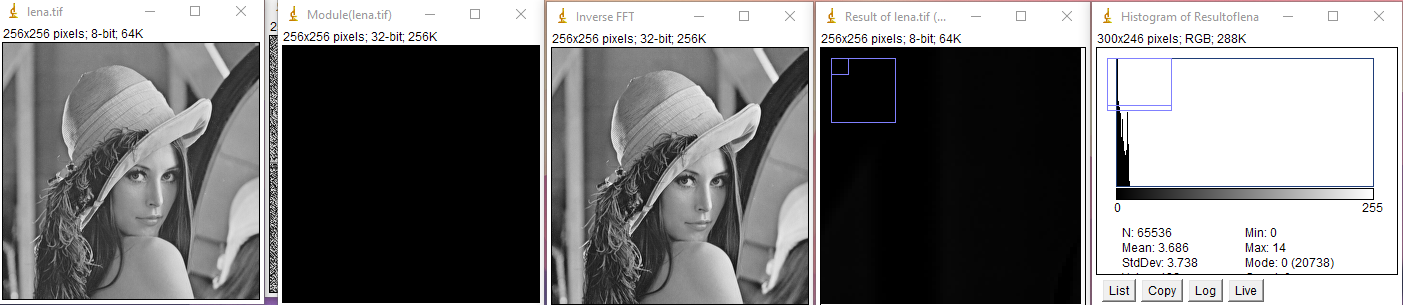 lena.tif
256x256 pixels; 8-bit; 64K
2
Module(lena.tif)
256x256 pixels; 32-bit; 256K
Inverse FFT
256x256 pixels; 32-bit; 256K
Result of lena.tif (...
256x256 pixels; 8-bit; 64K
Histogram of Resultoflena
300x246 pixels; RGB; 288K
0
255
N: 65536
Min: 0
Mean: 3.686
Max: 14
StdDev: 3.738
Mode: 0 (20738)
List
Copy
Log
Live